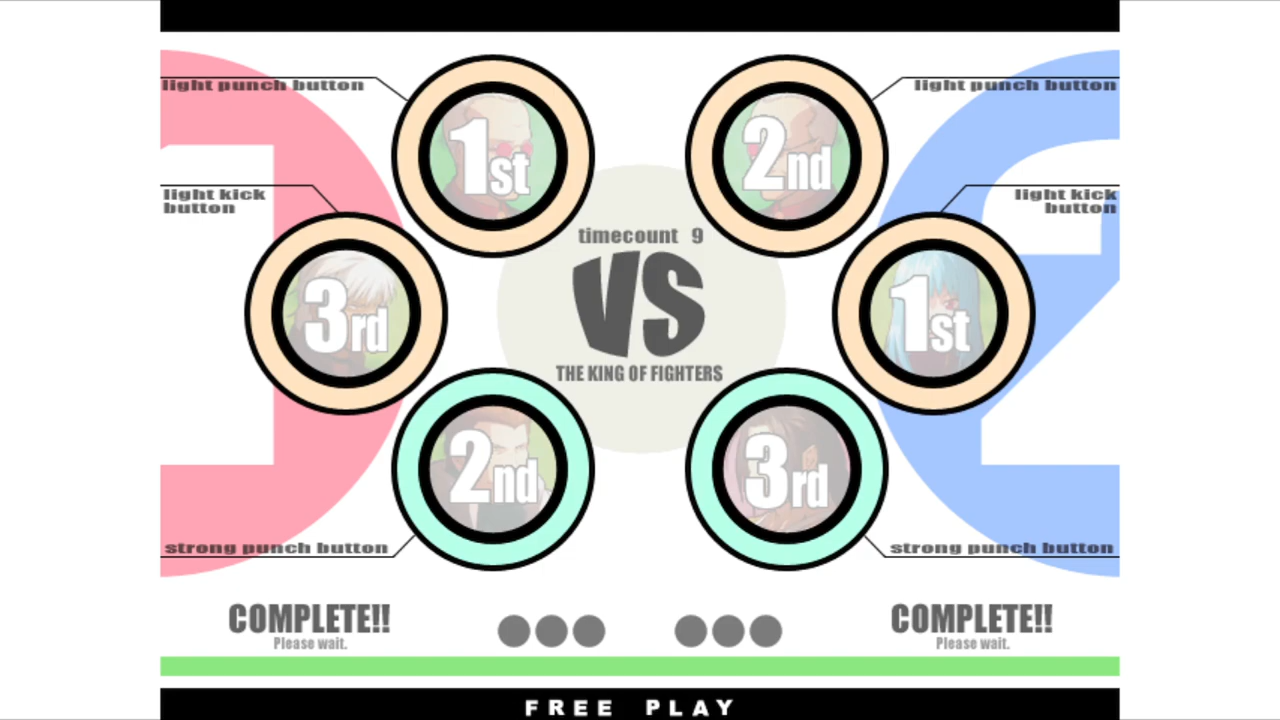 light punch button
light punch button
1st
2nd
light kick
button
light kick
button
timecount 9
VS
THE KING OF FIGHTERS
3rd
1st
2nd
3rd
strong punch button
strong punch button
COMPLETE!!
Please wait.
COMPLETE!!
Please wait.
FREE PLAY